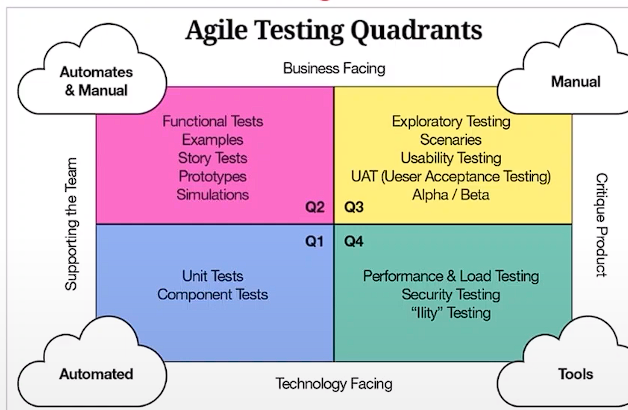 Agile Testing Quadrants
Automates
& Manual
Business Facing
Manual
Functional Tests
Examples
Story Tests
Prototypes
Simulations
Q2
Exploratory Testing
Scenaries
Usability Testing
UAT (Ueser Acceptance Testing)
Alpha / Beta
Q3
Supporting the Team
Critique Product
Q1
Unit Tests
Component Tests
Q4
Performance & Load Testing
Security Testing
“Ility” Testing
Automated
Technology Facing
Tools